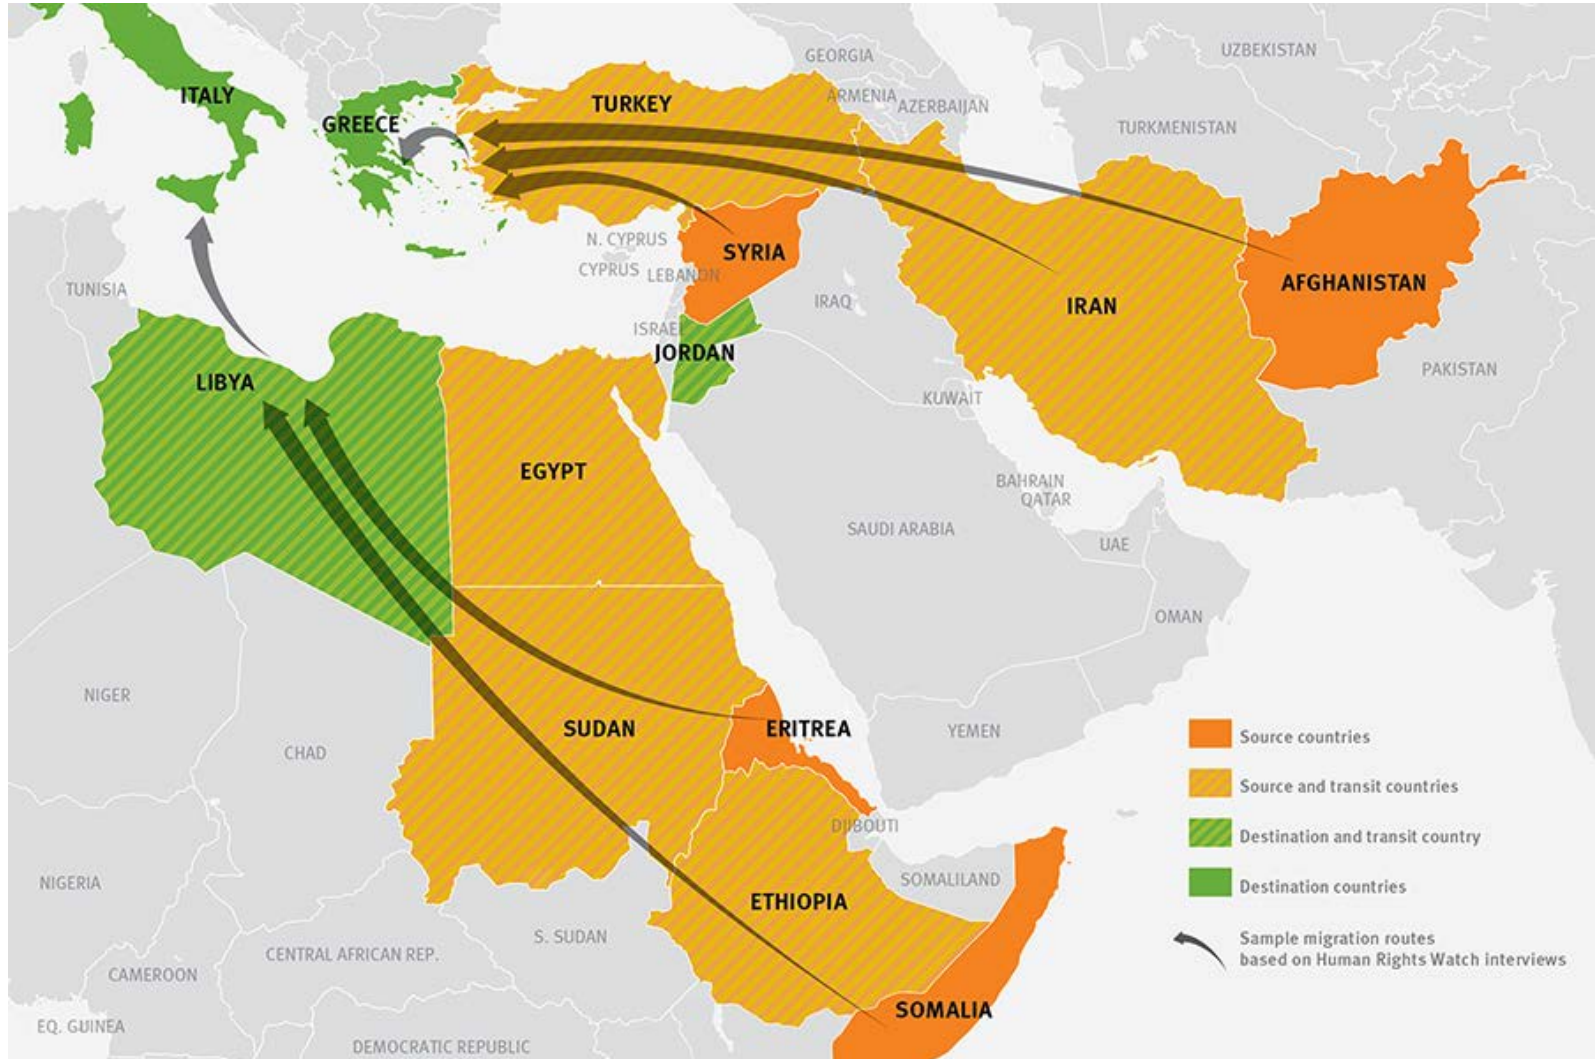 GEORGIA
UZBEKISTAN
ITALY
TURKEY
ARMENIA
AZERBAIJAN
GREECE
TURKMENISTAN
N. CYPRUS
SYRIA
CYPRUS
LEBANON
AFGHANISTAN
TUNISIA
IRAQ
IRAN
ISRAEL
JORDAN
PAKISTAN
LIBYA
KUWAIT
EGYPT
BAHRAIN
QATAR
SAUDI ARABIA
UAE
OMAN
NIGER
SUDAN
ERITREA
YEMEN
CHAD
DJIBOUTI
NIGERIA
SOMALILAND
ETHIOPIA
S. SUDAN
CENTRAL AFRICAN REP.
CAMEROON
SOMALIA
EQ. GUINEA
DEMOCRATIC REPUBLIC
Source countries
Source and transit countries
Destination and transit country
Destination countries
Sample migration routes
based on Human Rights Watch interviews